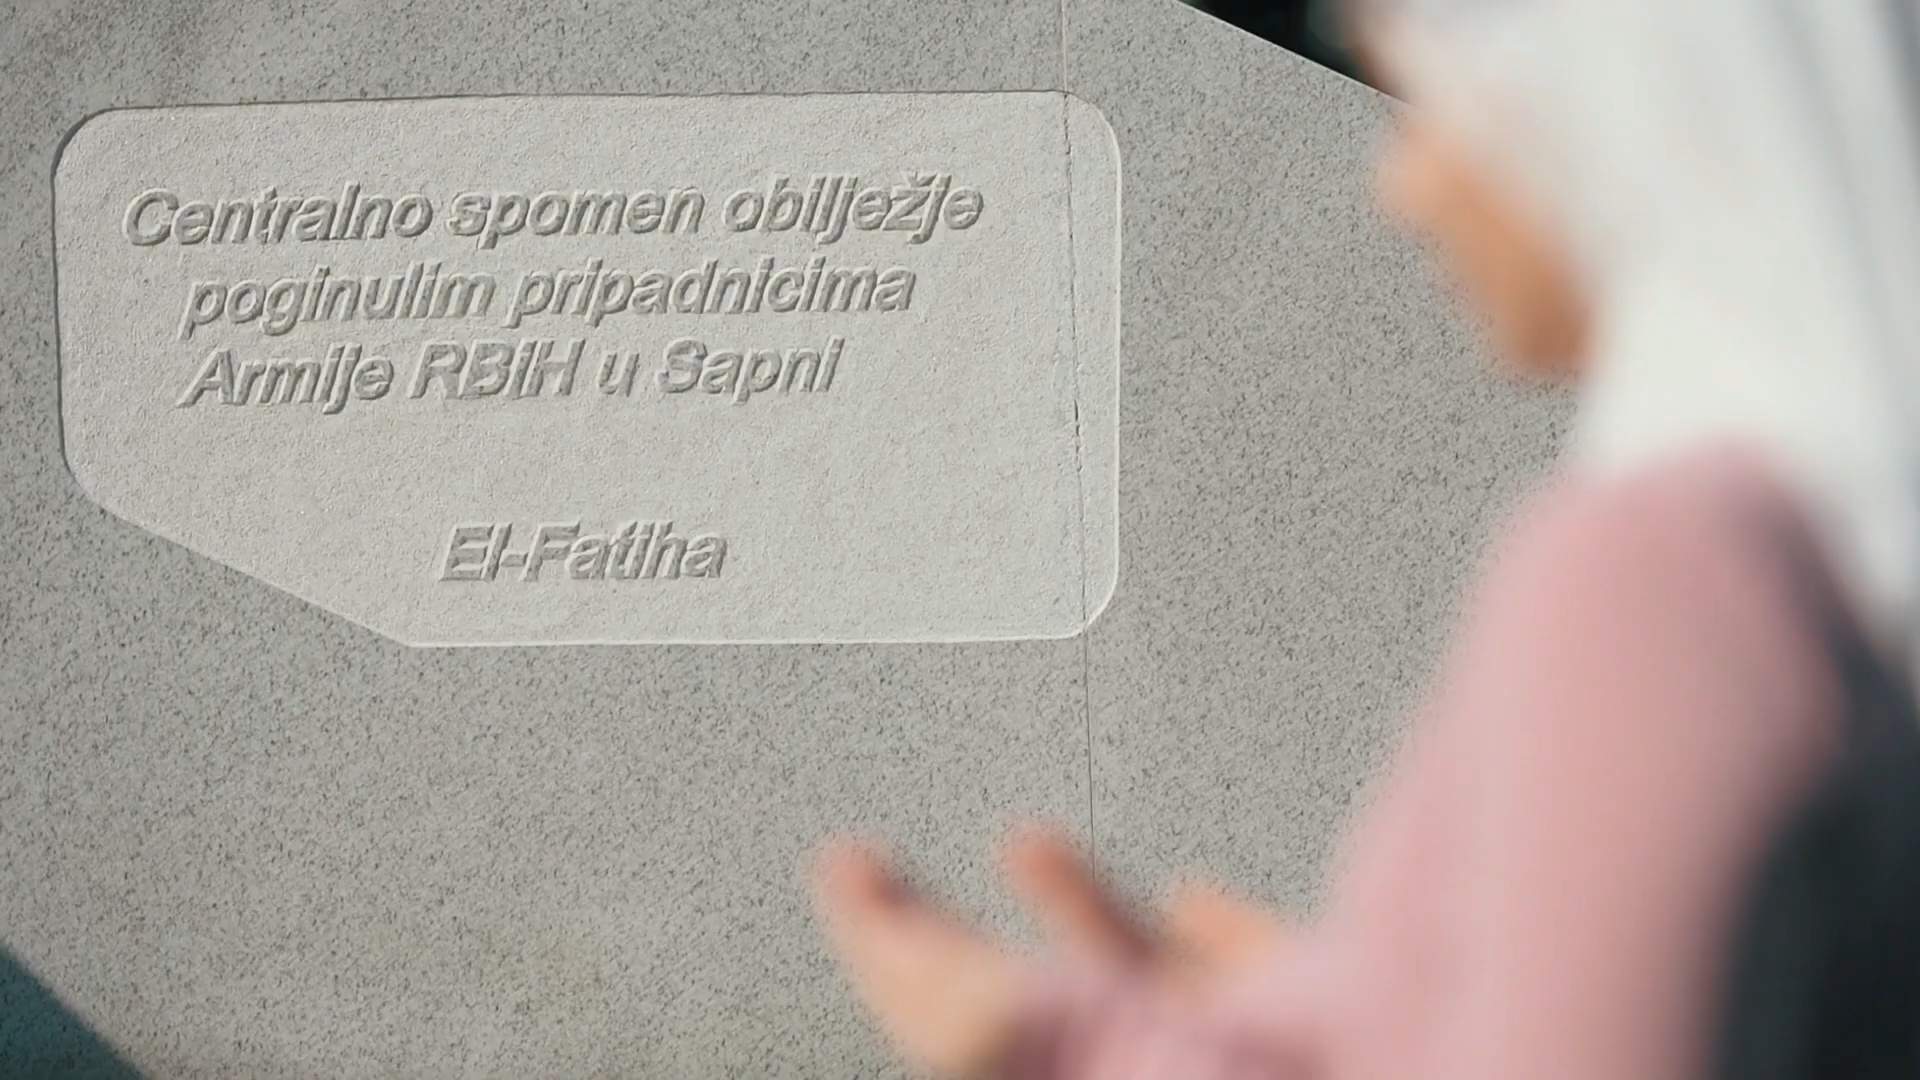 Centralno spomen obilježje
poginulim pripadnicima
Armije RBiH u Sapni
El-Fatiha